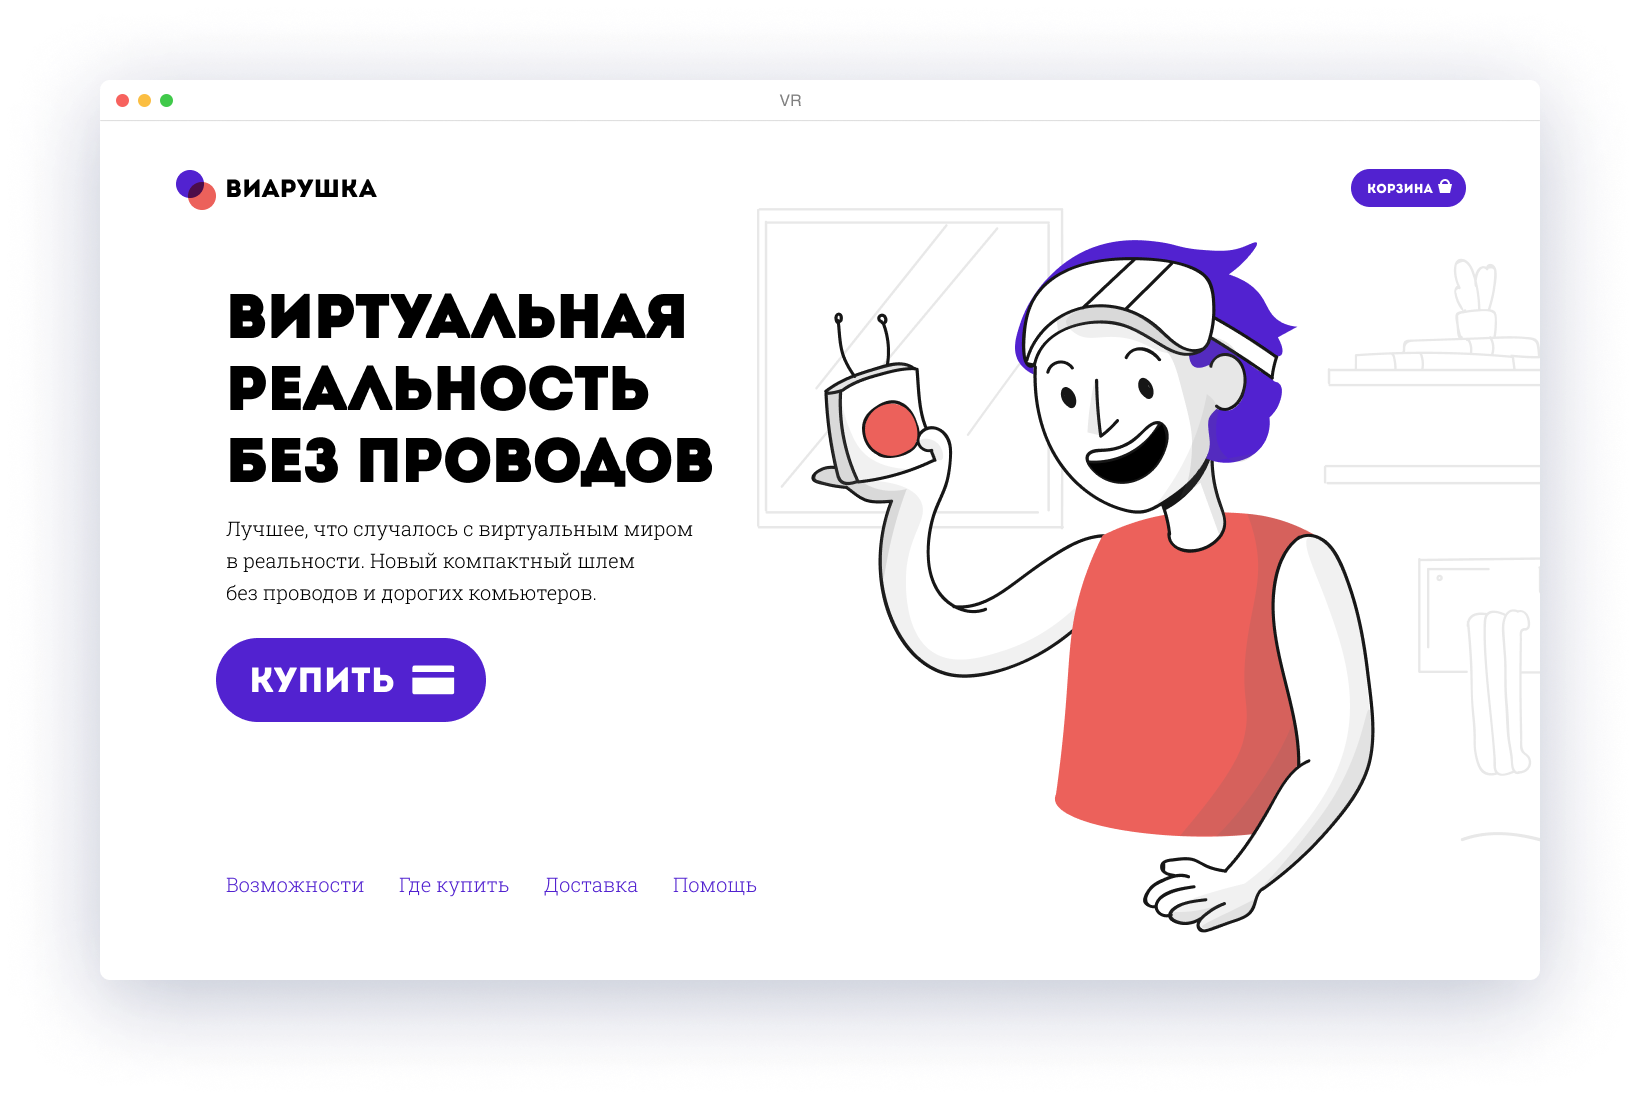 VR
ВИАРУШКА
КОРЗИНА
ВИРТУАЛЬНАЯ
РЕАЛЬНОСТЬ
БЕЗ ПРОВОДОВ
Лучшее, что случалось с виртуальным миром
в реальности. Новый компактный шлем
без проводов и дорогих комьютеров.
КУПИТЬ
Возможности Где купить Доставка Помощь